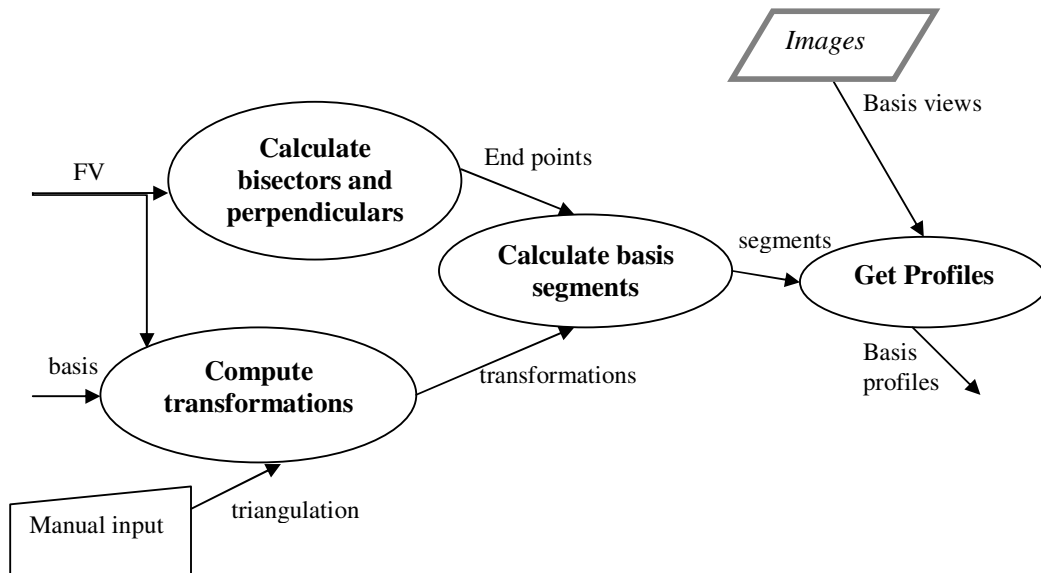 Images
Basis views
FV
Calculate
bisectors and
perpendiculars
End points
Calculate basis
segments
segments
Get Profiles
basis
Compute
transformations
transformations
Basis
profiles
Manual input
triangulation